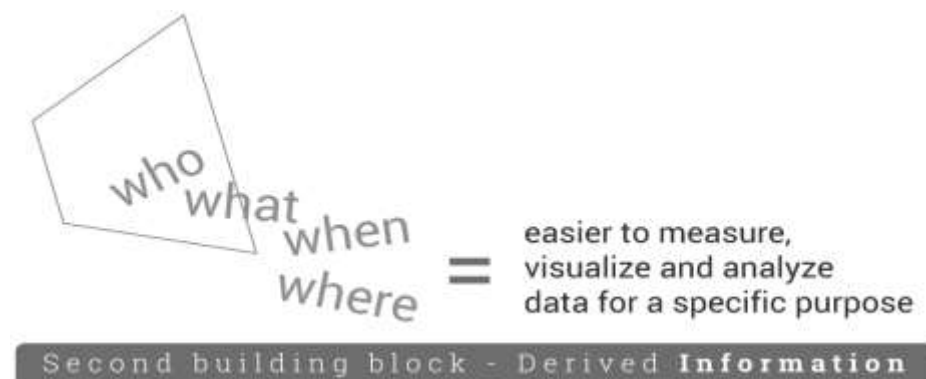 who
what
when
where
=
easier to measure,
visualize and analyze
data for a specific purpose
Second building block - Derived Information